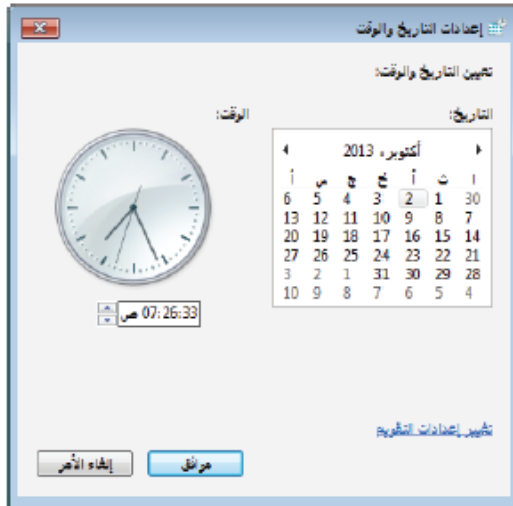 إعدادات التاريخ والوقت
تعيين التاريخ والوقت:
التاريخ:
الوقت:
أكتوبر، 2013
ا ث أ خ ج س أ
30 1 2 3 4 5 6
7 8 9 10 11 12 13
14 15 16 17 18 19 20
21 22 23 24 25 26 27
28 29 30 31 1 2 3
4 5 6 7 8 9 10
07:26:33 ص
تغيير إعدادات التقويم
موافق
إلغاء الأمر